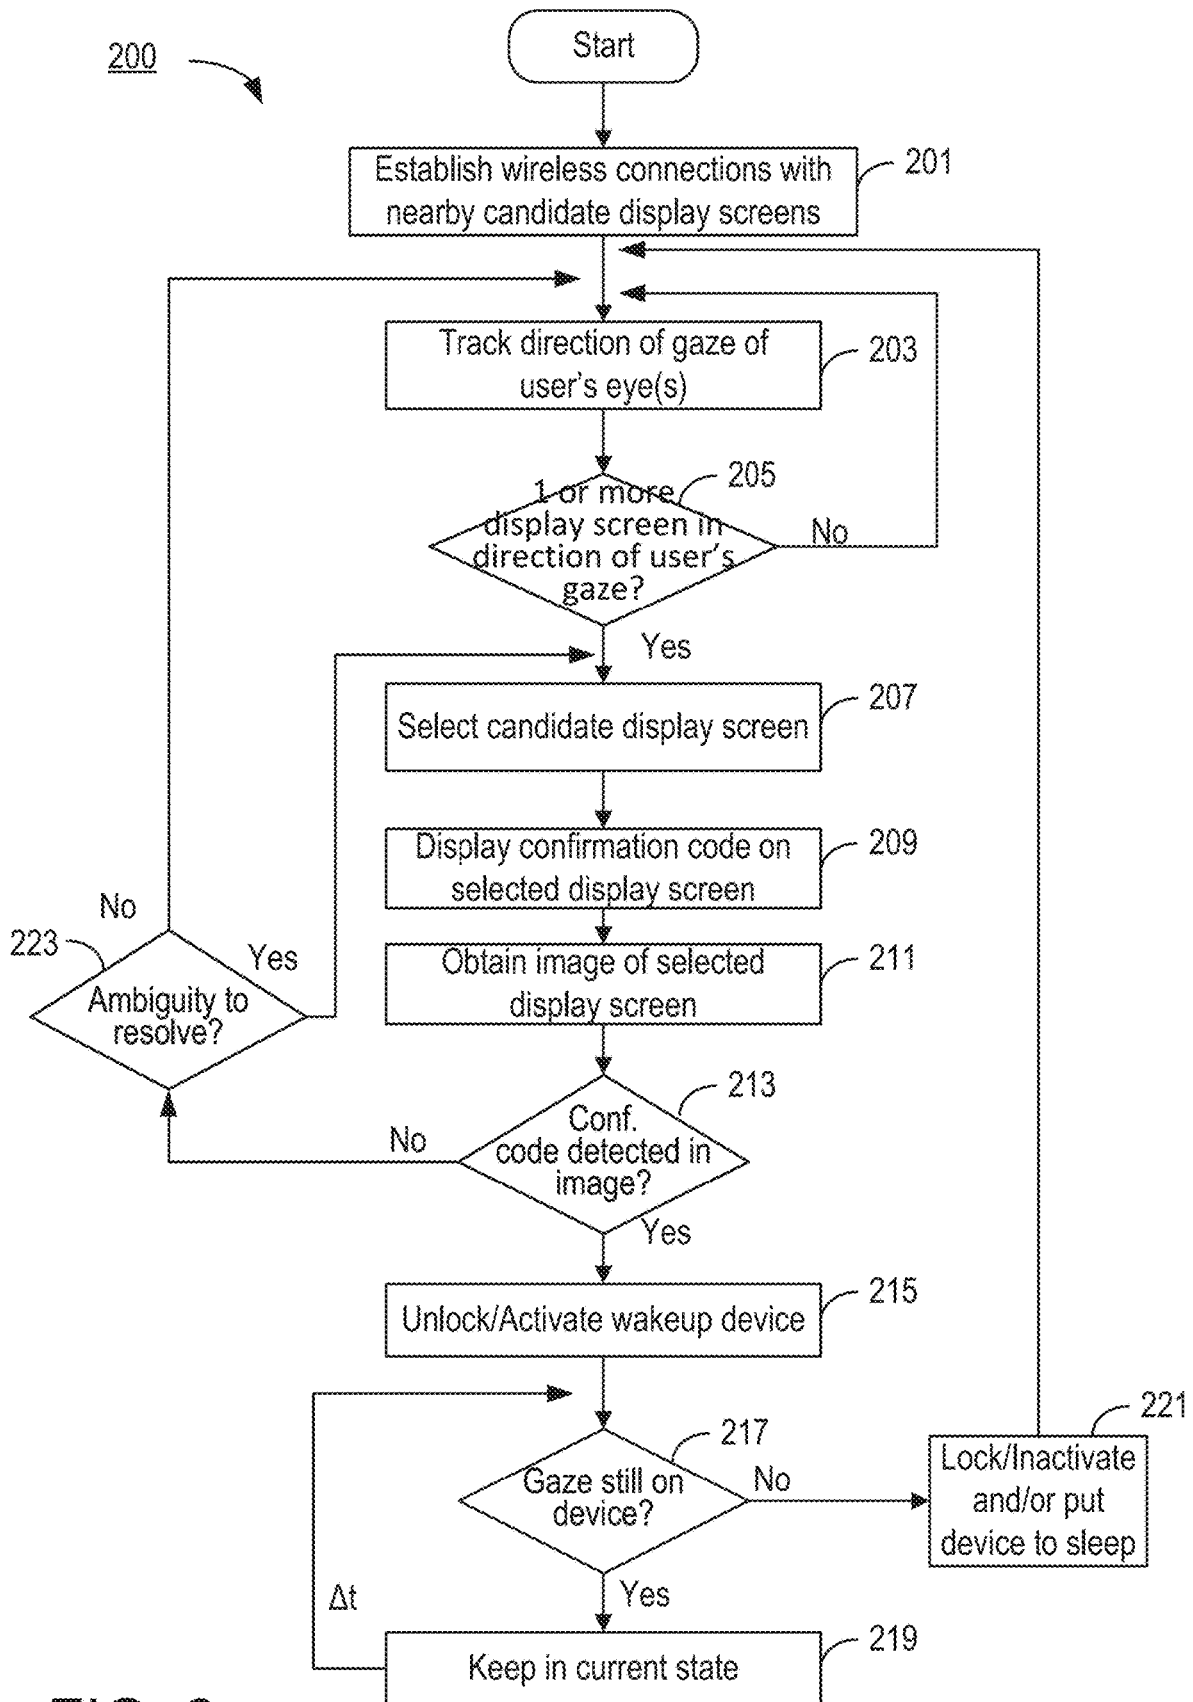 Start
200
Establish wireless connections with
nearby candidate display screens
201
Track direction of gaze of
user's eye(s)
203
1 or more
display screen in
direction of user's
gaze?
205
No
Yes
Select candidate display screen
207
Display confirmation code on
selected display screen
209
Obtain image of selected
display screen
211
No
223
Yes
Ambiguity to
resolve?
Conf.
code detected in
image?
213
No
Yes
Unlock/Activate wakeup device
215
Gaze still on
device?
217
No
Lock/Inactivate
and/or put
device to sleep
221
Yes
Δt
Keep in current state
219